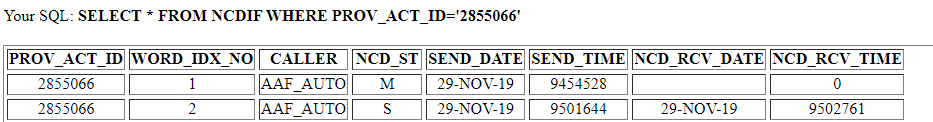 Your SQL: SELECT * FROM NCDIF WHERE PROV_ACT_ID='2855066'
PROV_ACT_ID WORD_IDX_NO CALLER NCD_ST SEND_DATE SEND_TIME NCD_RCV_DATE NCD_RCV_TIME
2855066 1 AAF_AUTO M 29-NOV-19 9454528 0
2855066 2 AAF_AUTO S 29-NOV-19 9501644 29-NOV-19 9502761